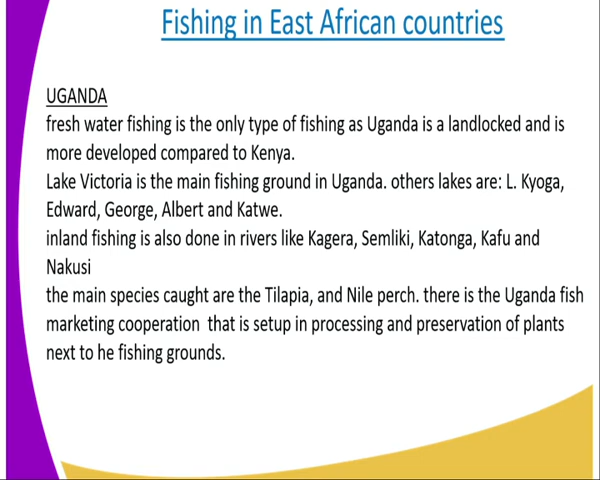 Fishing in East African countries
UGANDA
fresh water fishing is the only type of fishing as Uganda is a landlocked and is
more developed compared to Kenya.
Lake Victoria is the main fishing ground in Uganda. others lakes are: L. Kyoga,
Edward, George, Albert and Katwe.
inland fishing is also done in rivers like Kagera, Semliki, Katonga, Kafu and
Nakusi
the main species caught are the Tilapia, and Nile perch. there is the Uganda fish
marketing cooperation  that is setup in processing and preservation of plants
next to he fishing grounds.